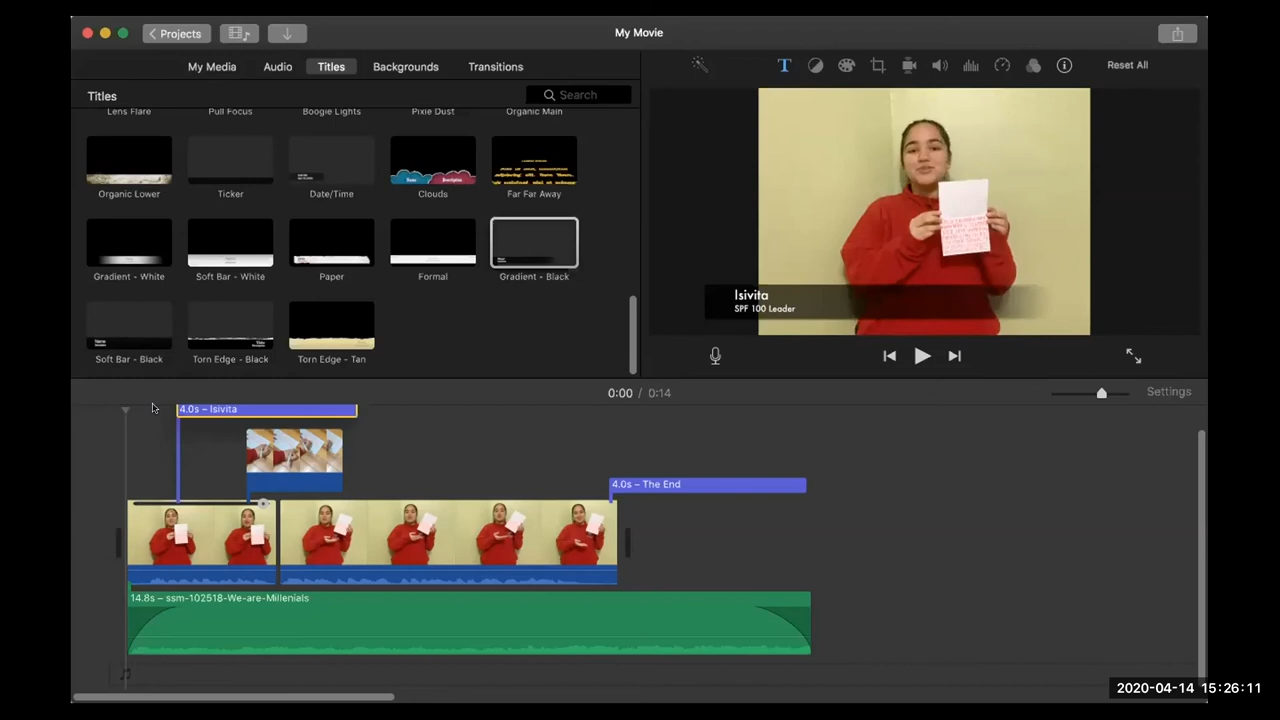 Projects
My Movie
My Media
Audio
Titles
Backgrounds
Transitions
Reset All
Titles
Search
Lens Flare
Pull Focus
Boogie Lights
Pixie Dust
Organic Main
Organic Lower
Ticker
Date/Time
Clouds
Far Far Away
Gradient - White
Soft Bar - White
Paper
Formal
Gradient - Black
Soft Bar - Black
Torn Edge - Black
Torn Edge - Tan
Isivita
SPF 100 Leader
0:00 / 0:14
Settings
4.0s – Isivita
4.0s – The End
14.8s – ssm-102518-We-are-Millenials
2020-04-14 15:26:11